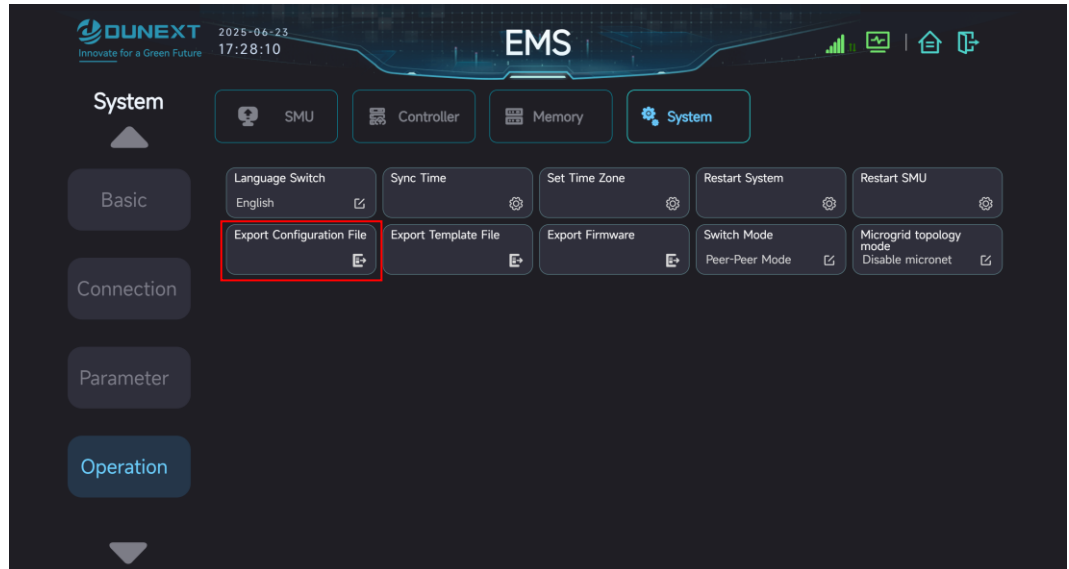 DUNEXT
Innovate for a Green Future
2025-06-23
17:28:10
EMS
System
SMU
Controller
Memory
System
Basic
Connection
Parameter
Operation
Language Switch
English
Sync Time
Set Time Zone
Restart System
Restart SMU
Export Configuration File
Export Template File
Export Firmware
Switch Mode
Peer-Peer Mode
Microgrid topology
mode
Disable micronet